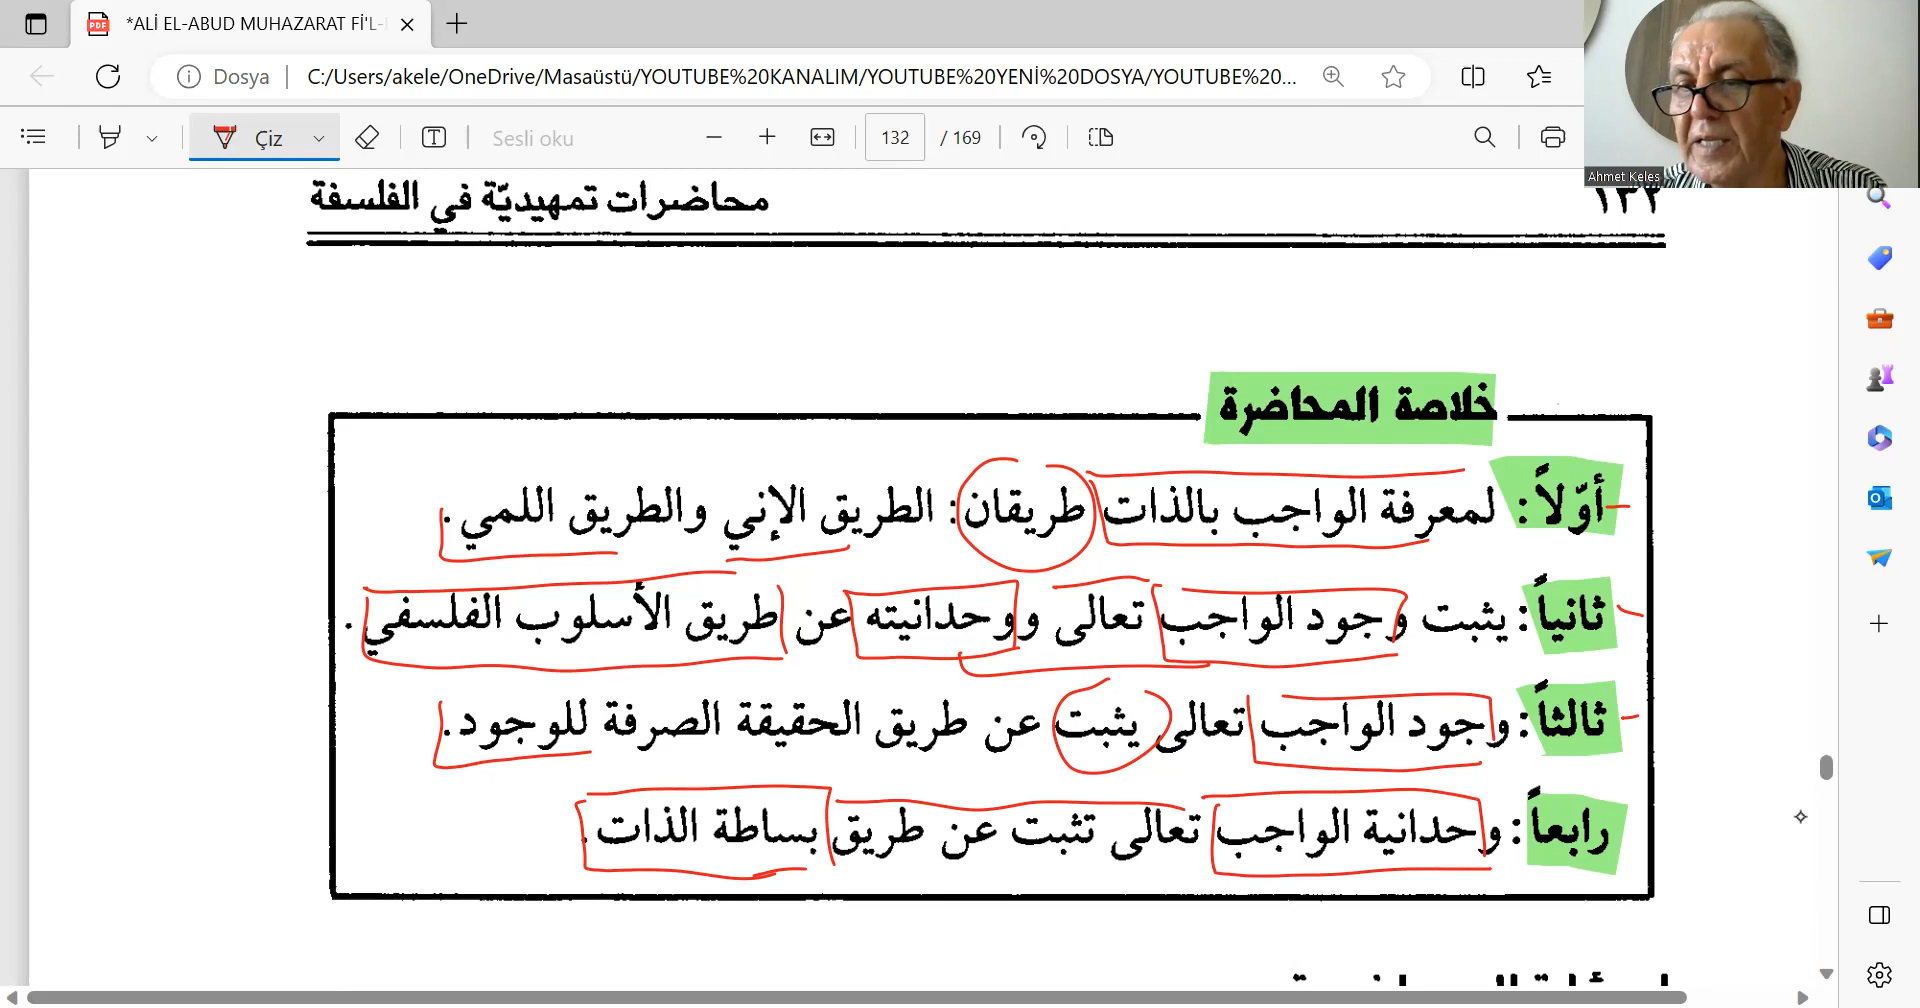 *ALİ EL-ABUD MUHAZARAT Fİ'L-
Dosya
C:/Users/akele/OneDrive/Masaüstü/YOUTUBE%20KANALIM/YOUTUBE%20YENİ%20DOSYA/YOUTUBE%20...
Çiz
Sesli oku
132 / 169
Ahmet Keles
١٣٢ محاضرات تمهيديّة في الفلسفة
خلاصة المحاضرة
أوّلاً: لمعرفة الواجب بالذات طريقان: الطريق الإني والطريق اللمي.
ثانياً: يثبت وجود الواجب تعالى ووحدانيته عن طريق الأسلوب الفلسفي.
ثالثاً: وجود الواجب تعالى يثبت عن طريق الحقيقة الصرفة للوجود.
رابعاً: وحدانية الواجب تعالى تثبت عن طريق بساطة الذات.